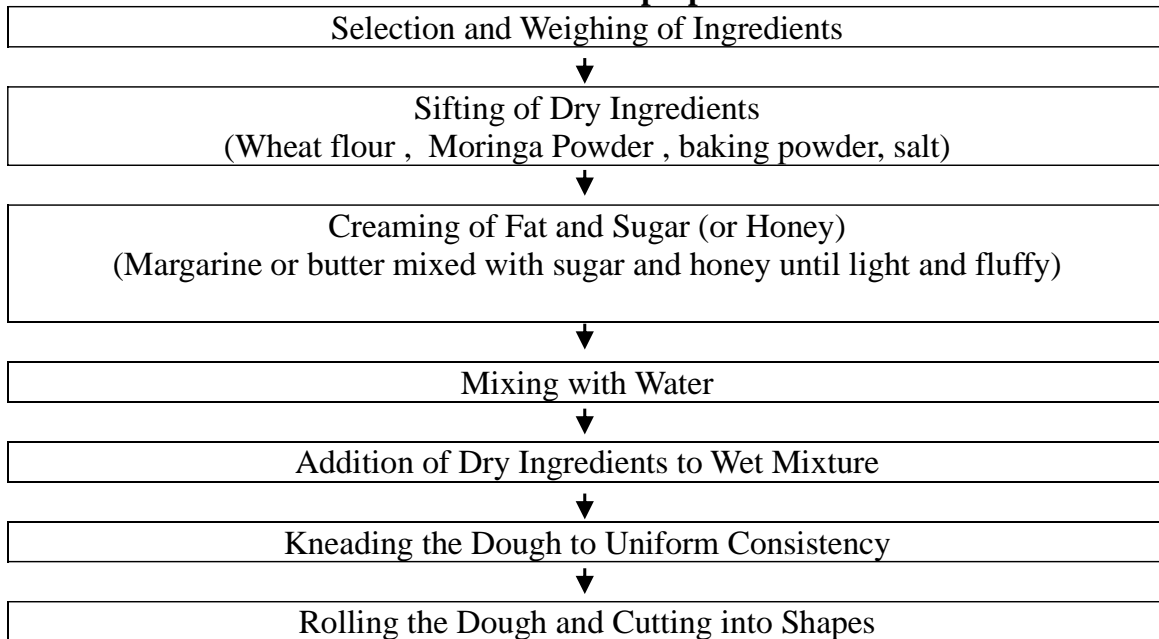 Selection and Weighing of Ingredients
Sifting of Dry Ingredients
(Wheat flour , Moringa Powder , baking powder, salt)
Creaming of Fat and Sugar (or Honey)
(Margarine or butter mixed with sugar and honey until light and fluffy)
Mixing with Water
Addition of Dry Ingredients to Wet Mixture
Kneading the Dough to Uniform Consistency
Rolling the Dough and Cutting into Shapes